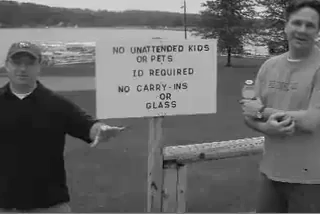 NO UNATTENDED KIDS
OR PETS
ID REQUIRED
NO CARRY-INS
OR
GLASS